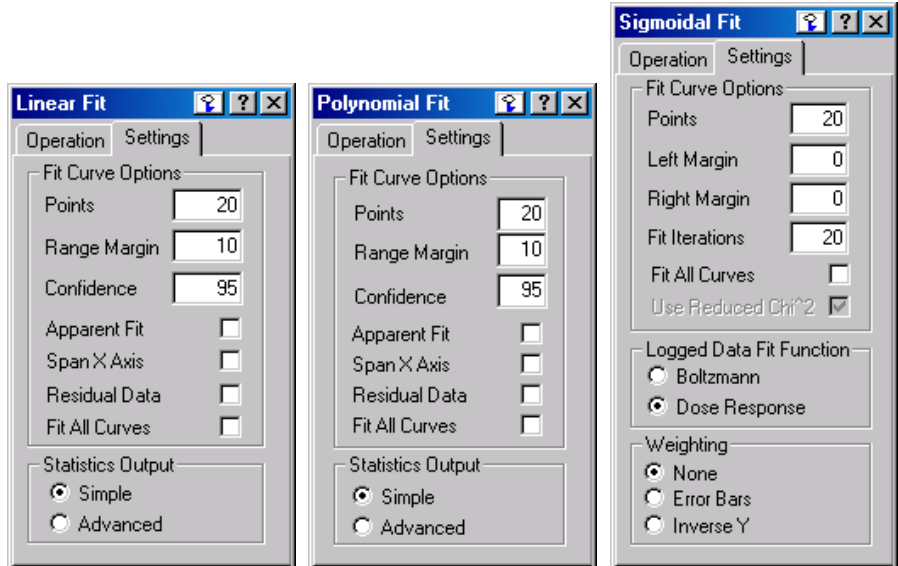 Linear Fit
Operation Settings
Fit Curve Options
Points 20
Range Margin 10
Confidence 95
Apparent Fit
Span X Axis
Residual Data
Fit All Curves
Statistics Output
Simple
Advanced
Polynomial Fit
Operation Settings
Fit Curve Options
Points 20
Range Margin 10
Confidence 95
Apparent Fit
Span X Axis
Residual Data
Fit All Curves
Statistics Output
Simple
Advanced
Sigmoidal Fit
Operation Settings
Fit Curve Options
Points 20
Left Margin 0
Right Margin 0
Fit Iterations 20
Fit All Curves
Use Reduced Chi^2
Logged Data Fit Function
Boltzmann
Dose Response
Weighting
None
Error Bars
Inverse Y